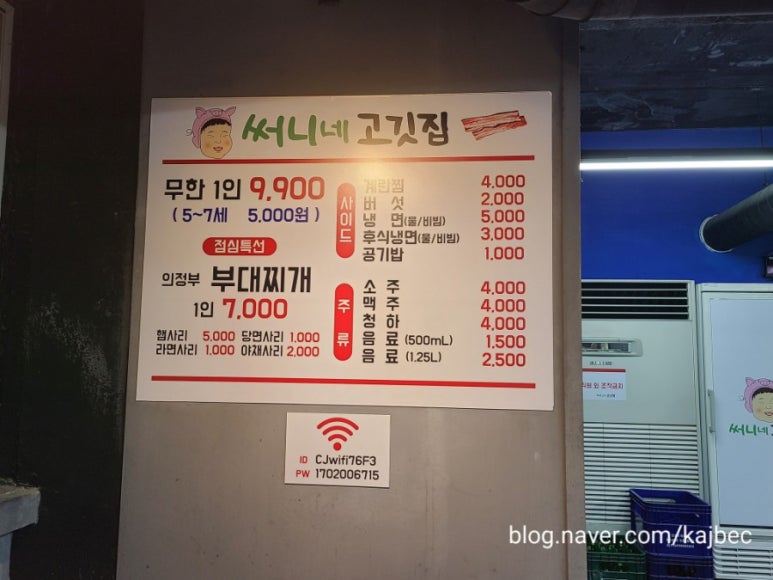 써니네 고깃집
무한 1인 9,900
( 5~7세 5,000원 )
점심특선
의정부 부대찌개
1인 7,000
햄사리 5,000 당면사리 1,000
라면사리 1,000 야채사리 2,000
사이드
계란찜 4,000
버섯 2,000
냉면(물/비빔) 5,000
후식냉면(물/비빔) 3,000
공기밥 1,000
주류
소주 4,000
맥주 4,000
청하 4,000
음료 (500mL) 1,500
음료 (1.25L) 2,500
ID CJwifi76F3
PW 1702006715
써니네고
blog.naver.com/kajbec